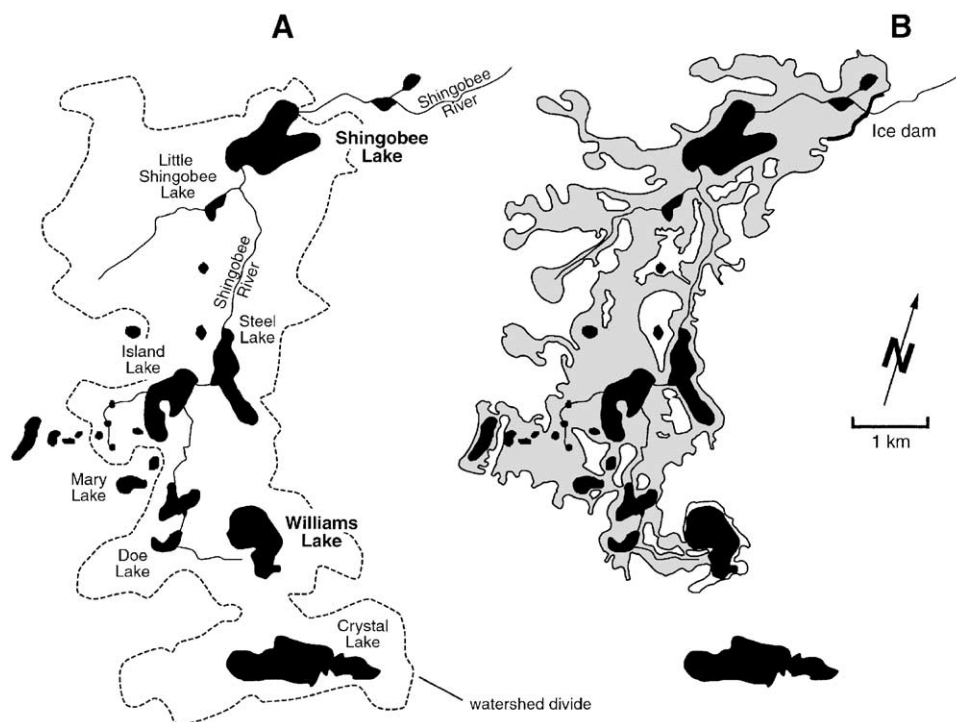 A
B
Shingobee
River
Shingobee
Lake
Ice dam
Little
Shingobee
Lake
Shingobee
River
Steel
Lake
Island
Lake
N
1 km
Mary
Lake
Williams
Lake
Doe
Lake
Crystal
Lake
watershed divide